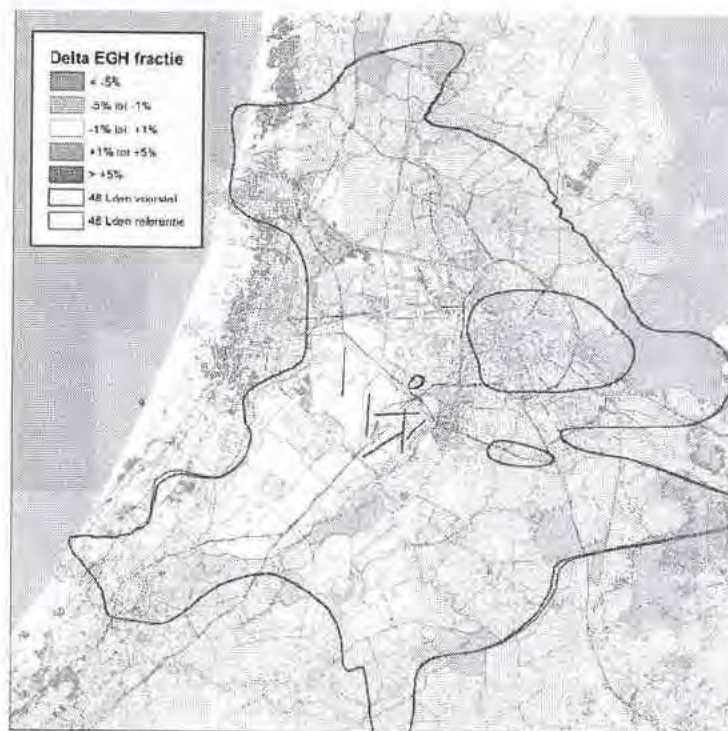 Delta EGH fractie
< -5%
-5% tot -1%
-1% tot +1%
+1% tot +5%
> +5%
48 Lden voorstel
48 Lden referentie